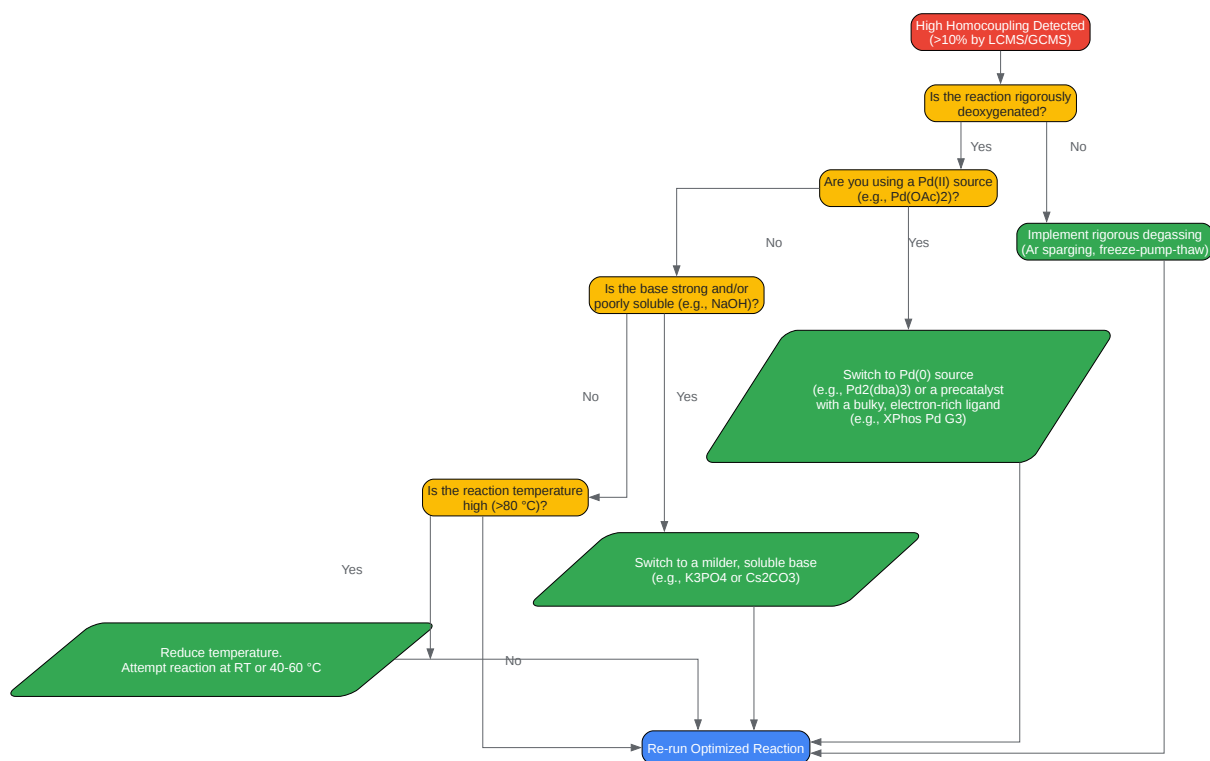 High Homocoupling Detected
(>10% by LCMS/GCMS)
Is the reaction rigorously
deoxygenated?
Yes
No
Are you using a Pd(II) source
(e.g., Pd(OAc)2)?
No
Yes
Implement rigorous degassing
(Ar sparging, freeze-pump-thaw)
Is the base strong and/or
poorly soluble (e.g., NaOH)?
No
Yes
Switch to Pd(0) source
(e.g., Pd2(dba)3) or a precatalyst
with a bulky, electron-rich ligand
(e.g., XPhos Pd G3)
Is the reaction temperature
high (>80 °C)?
Yes
Switch to a milder, soluble base
(e.g., K3PO4 or Cs2CO3)
Reduce temperature.
Attempt reaction at RT or 40-60 °C
No
Re-run Optimized Reaction